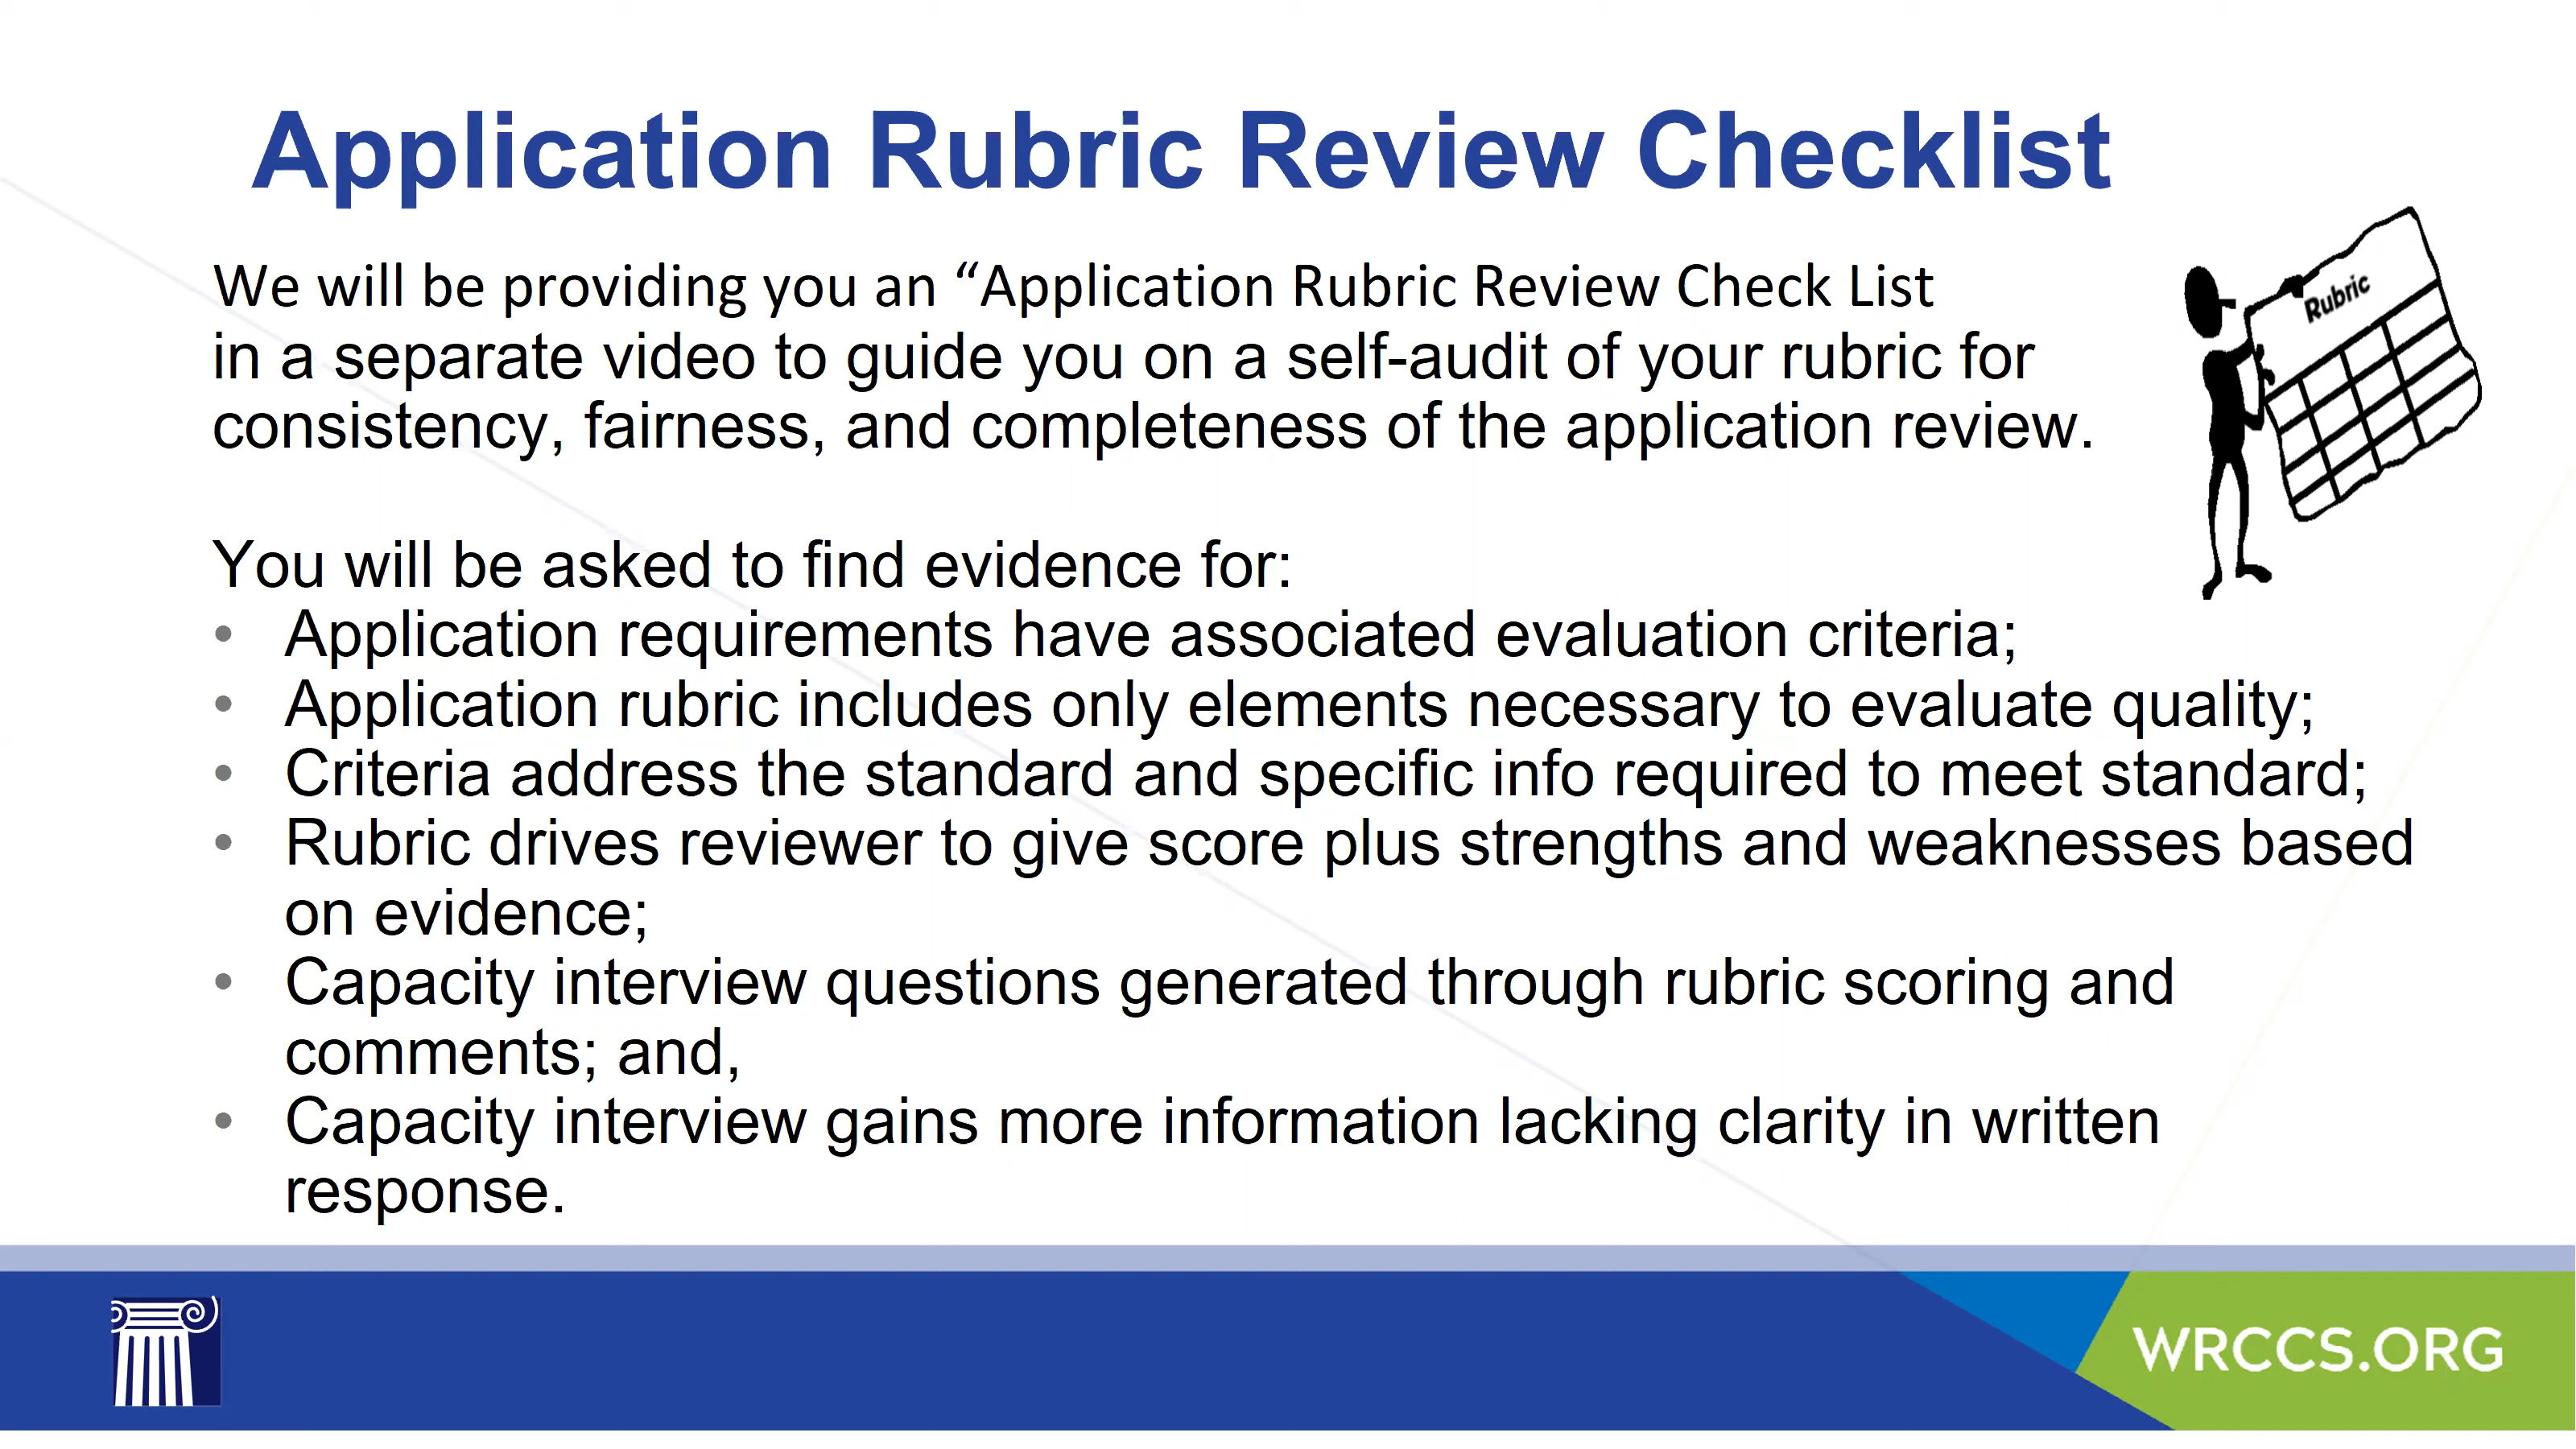 Application Rubric Review Checklist
We will be providing you an “Application Rubric Review Check List
in a separate video to guide you on a self-audit of your rubric for
consistency, fairness, and completeness of the application review.
Rubric
You will be asked to find evidence for:
• Application requirements have associated evaluation criteria;
• Application rubric includes only elements necessary to evaluate quality;
• Criteria address the standard and specific info required to meet standard;
• Rubric drives reviewer to give score plus strengths and weaknesses based
on evidence;
• Capacity interview questions generated through rubric scoring and
comments; and,
• Capacity interview gains more information lacking clarity in written
response.
WRCCS.ORG